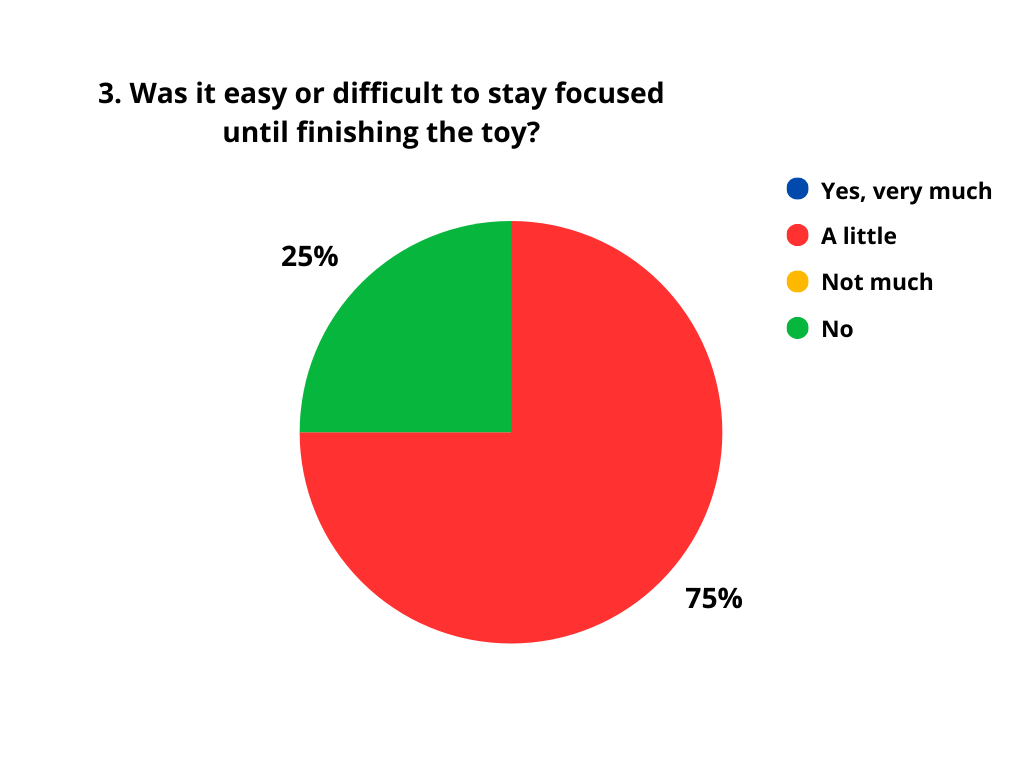 3. Was it easy or difficult to stay focused
until finishing the toy?
Yes, very much
A little
Not much
No
25%
75%